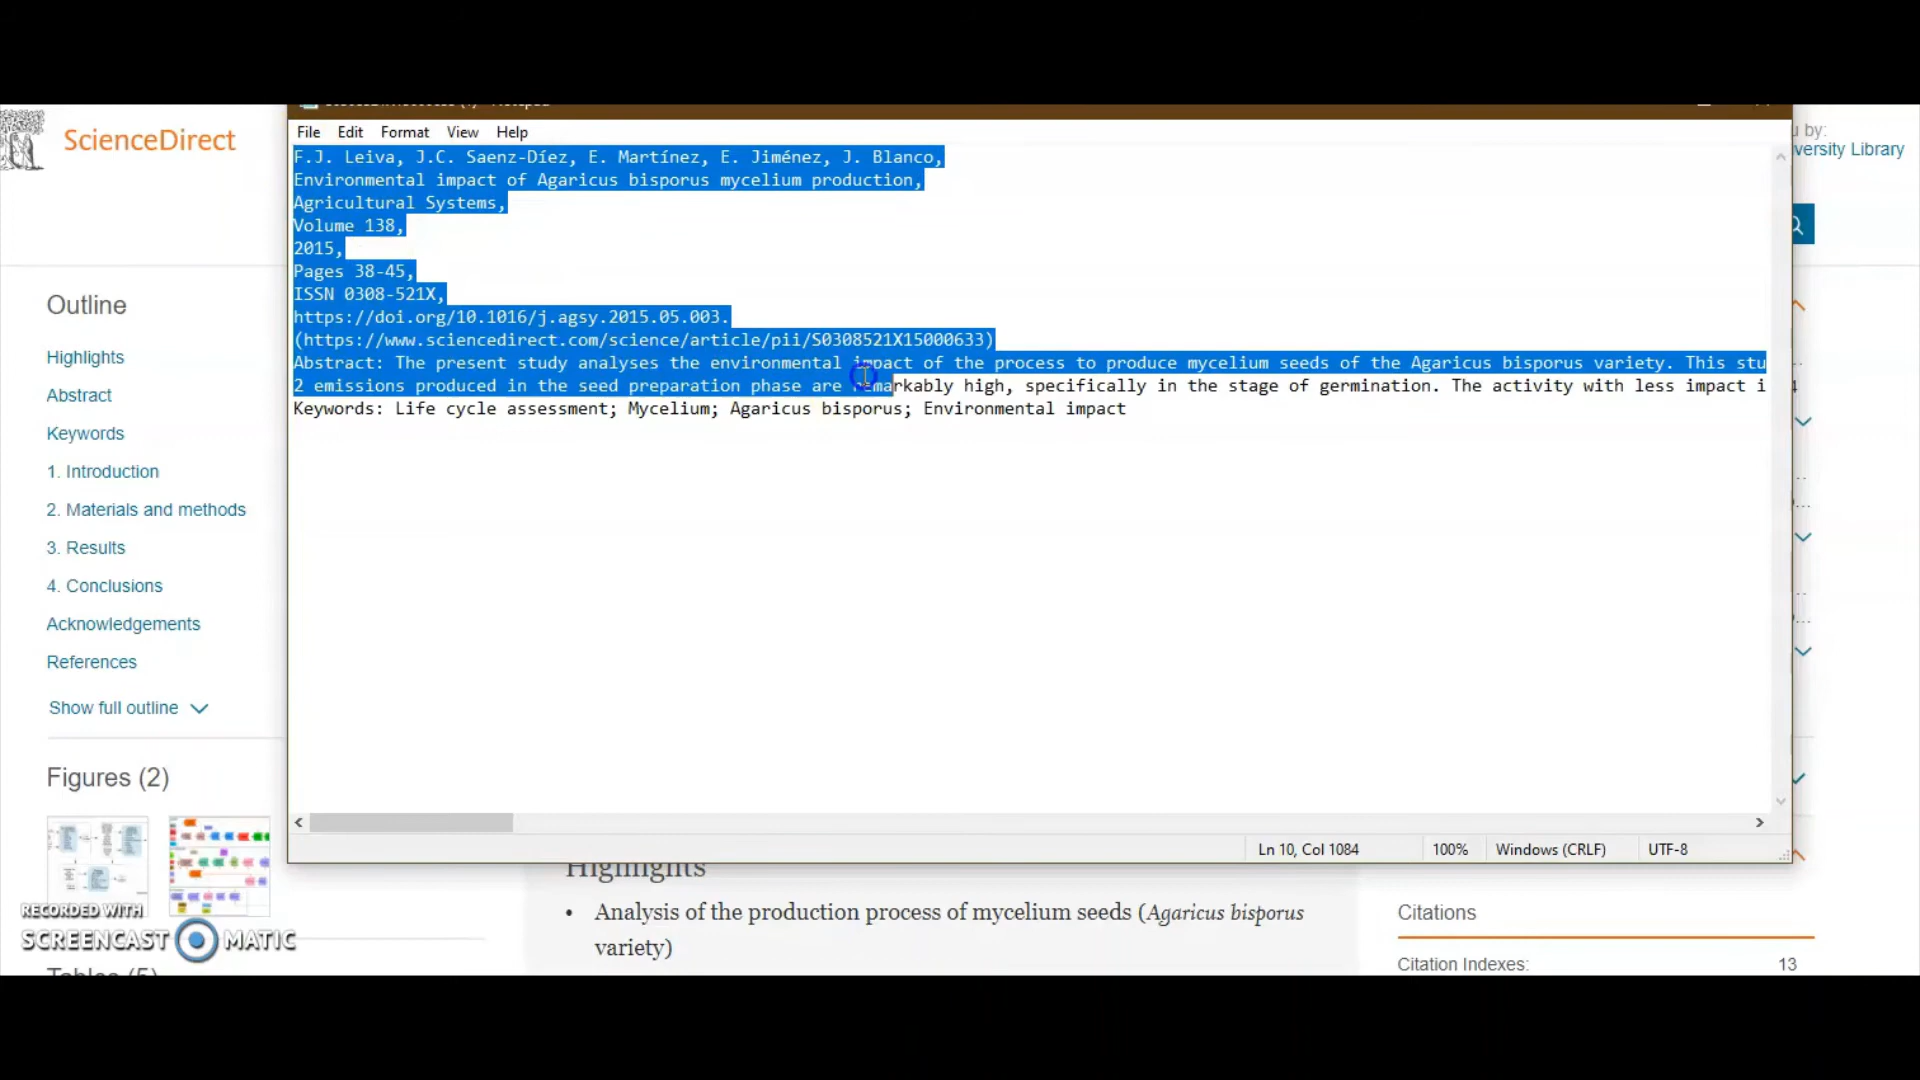 ScienceDirect
File Edit Format View Help
F.J. Leiva, J.C. Saenz-Díez, E. Martínez, E. Jiménez, J. Blanco,
Environmental impact of Agaricus bisporus mycelium production,
Agricultural Systems,
Volume 138,
2015,
Pages 38-45,
ISSN 0308-521X,
https://doi.org/10.1016/j.agsy.2015.05.003.
(https://www.sciencedirect.com/science/article/pii/S0308521X15000633)
Abstract: The present study analyses the environmental impact of the process to produce mycelium seeds of the Agaricus bisporus variety. This stu
2 emissions produced in the seed preparation phase are remarkably high, specifically in the stage of germination. The activity with less impact i
Keywords: Life cycle assessment; Mycelium; Agaricus bisporus; Environmental impact
Ln 10, Col 1084 100% Windows (CRLF) UTF-8
u by:
versity Library
Outline
Highlights
Abstract
Keywords
1. Introduction
2. Materials and methods
3. Results
4. Conclusions
Acknowledgements
References
Show full outline
Figures (2)
RECORDED WITH
SCREENCAST MATIC
Tables (5)
Highlights
• Analysis of the production process of mycelium seeds (Agaricus bisporus
variety)
Citations
Citation Indexes: 13